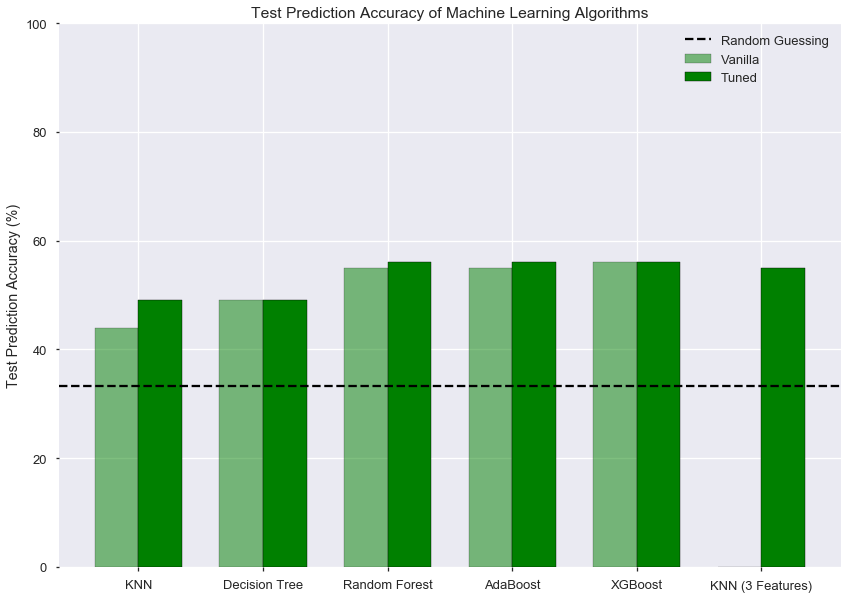 Test Prediction Accuracy of Machine Learning Algorithms
100
80
60
40
20
0
Test Prediction Accuracy (%)
Random Guessing
Vanilla
Tuned
KNN
Decision Tree
Random Forest
AdaBoost
XGBoost
KNN (3 Features)